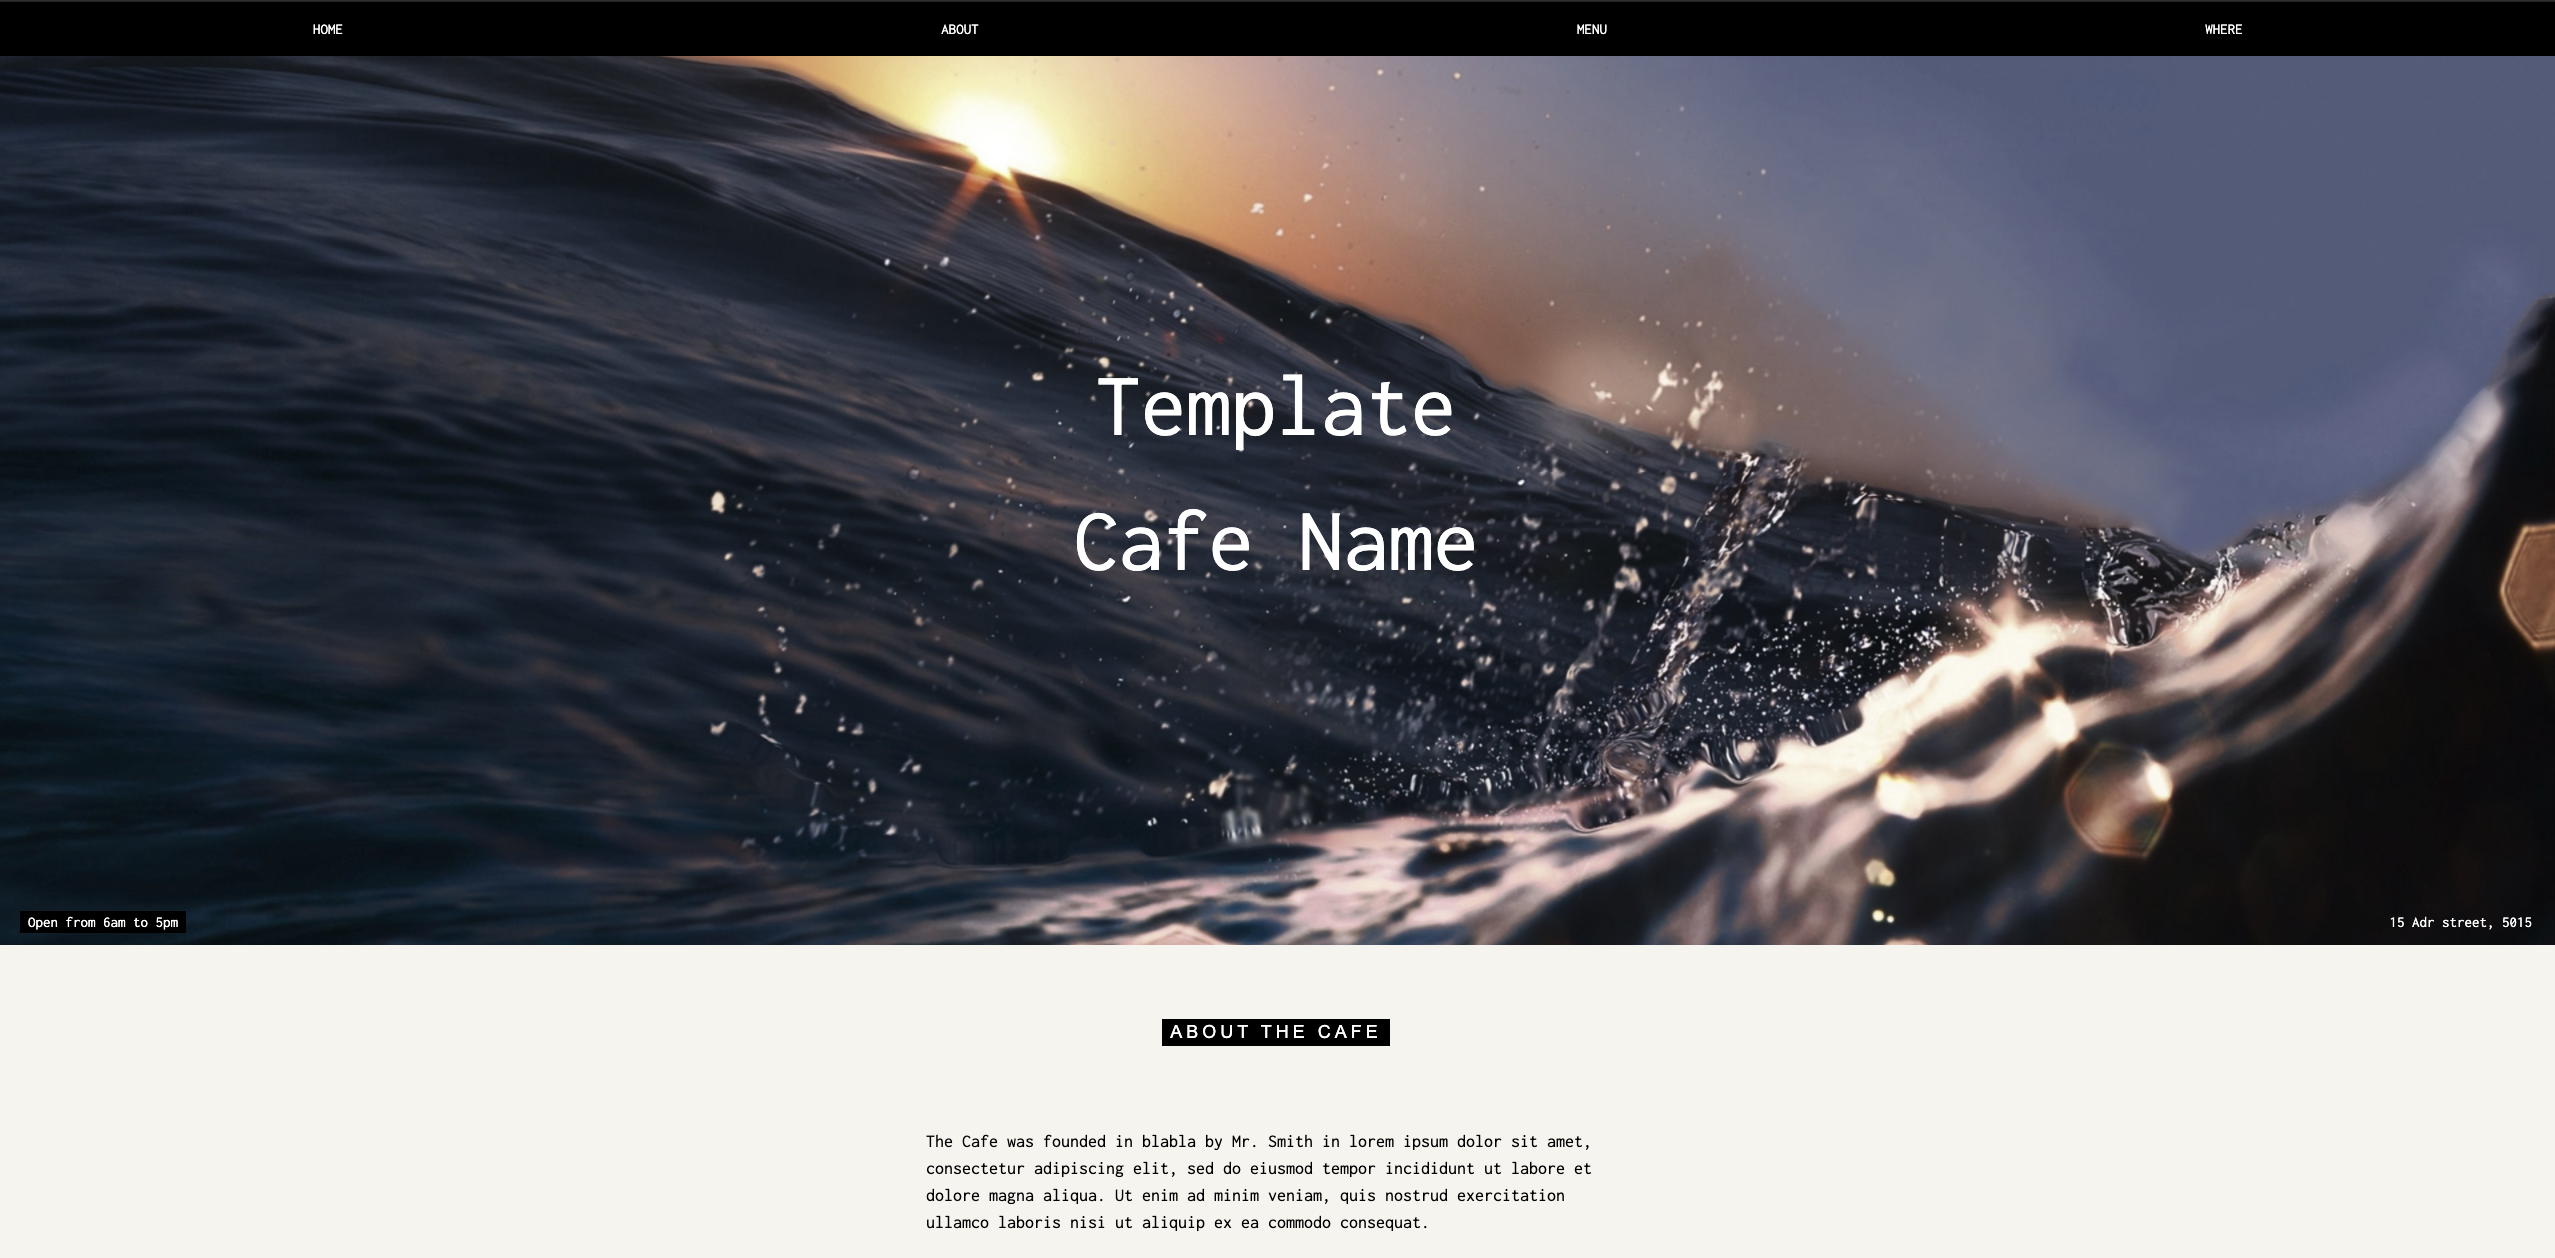 HOME ABOUT MENU WHERE
Template
Cafe Name
Open from 6am to 5pm
15 Adr street, 5015
ABOUT THE CAFE
The Cafe was founded in blabla by Mr. Smith in lorem ipsum dolor sit amet,
consectetur adipiscing elit, sed do eiusmod tempor incididunt ut labore et
dolore magna aliqua. Ut enim ad minim veniam, quis nostrud exercitation
ullamco laboris nisi ut aliquip ex ea commodo consequat.